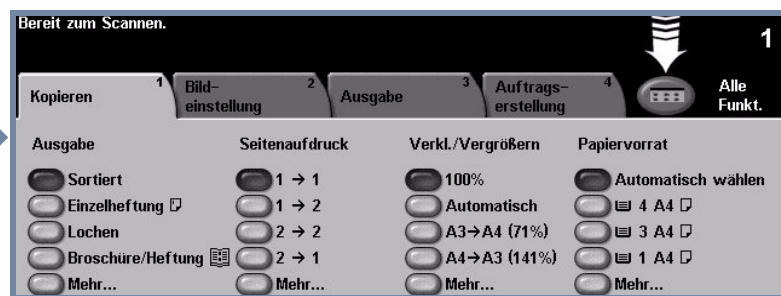 Bereit zum Scannen.
1
Kopieren 1
Bild-
einstellung 2
Ausgabe 3
Auftrags-
erstellung 4
Alle
Funkt.
Ausgabe
Sortiert
Einzelheftung
Lochen
Broschüre/Heftung
Mehr...
Seitenaufdruck
1 → 1
1 → 2
2 → 2
2 → 1
Mehr...
Verkl./Vergrößern
100%
Automatisch
A3→A4 (71%)
A4→A3 (141%)
Mehr...
Papiervorrat
Automatisch wählen
4 A4
3 A4
1 A4
Mehr...